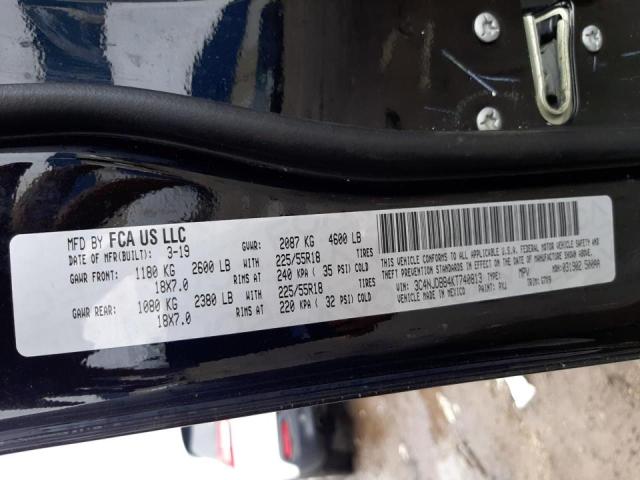 MFD BY FCA US LLC
DATE OF MFR(BUILT): 3-19 GVWR: 2087 KG 4600 LB
GAWR FRONT: 1180 KG 2600 LB 225/55R18 TIRES
18X7.0 RIMS AT 240 KPA ( 35 PSI) COLD
GAWR REAR: 1080 KG 2380 LB 225/55R18 TIRES
18X7.0 RIMS AT 220 KPA ( 32 PSI) COLD
THIS VEHICLE CONFORMS TO ALL APPLICABLE U.S.A. FEDERAL MOTOR VEHICLE SAFETY AND
THEFT PREVENTION STANDARDS IN EFFECT ON THE DATE OF MANUFACTURE SHOWN ABOVE.
VIN: 3C4NJDBB4KT740813 TYPE: MPV
MADE IN MEXICO PAINT: PXJ TRIM: